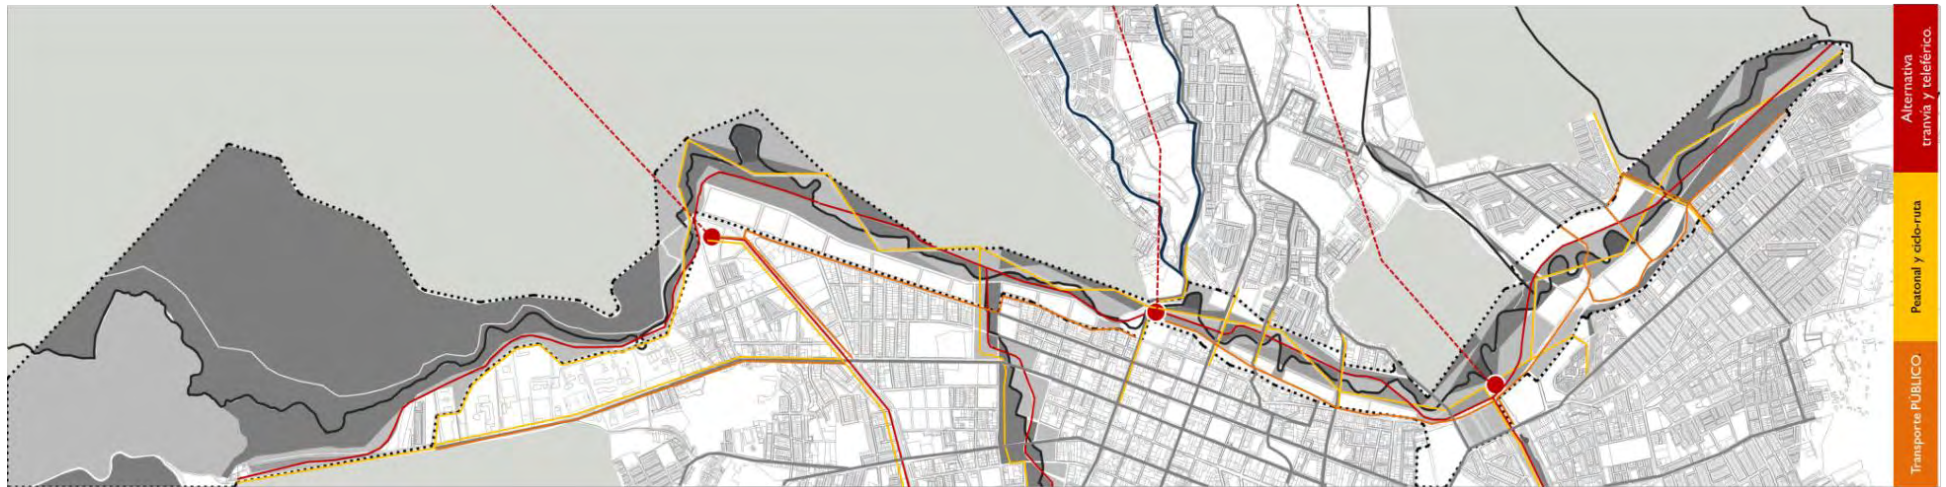 Alternativa
tranvía y teleférico.
Peatonal y ciclo-ruta
Transporte PÚBLICO